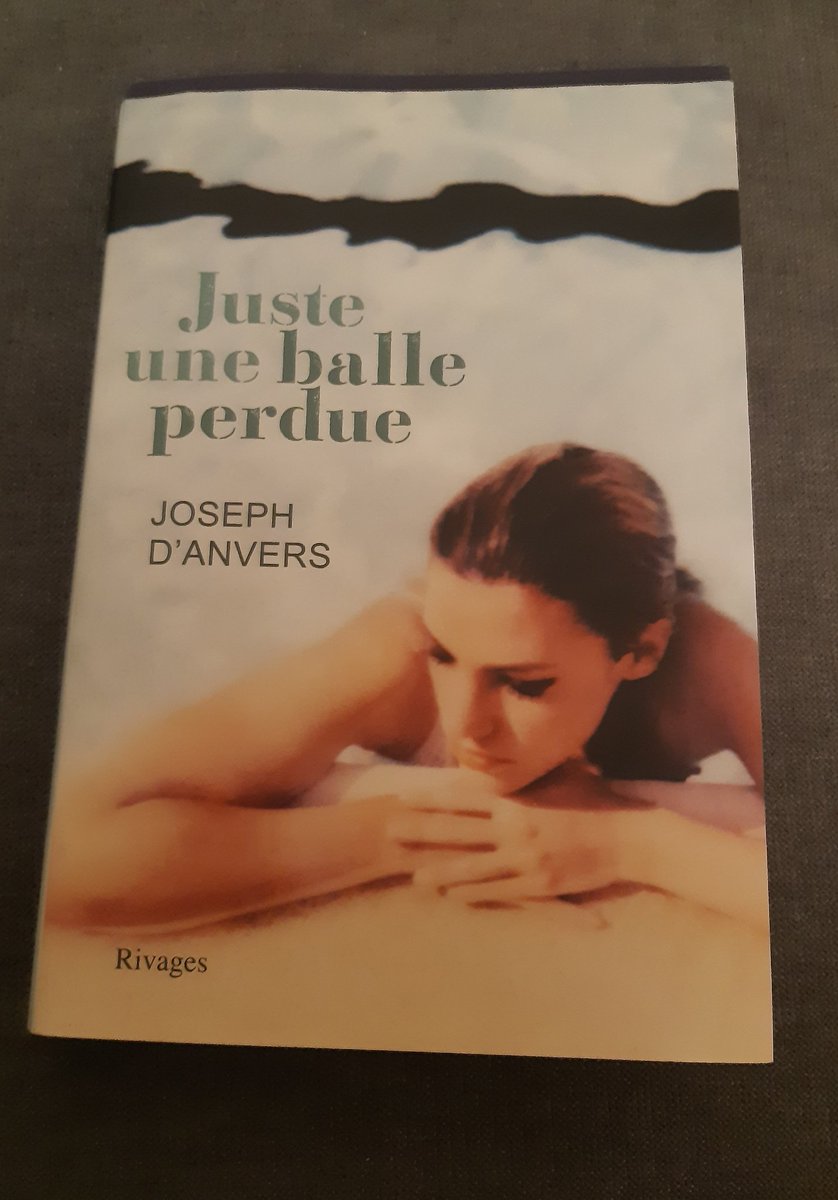 Juste
une balle
perdue
JOSEPH
D'ANVERS
Rivages